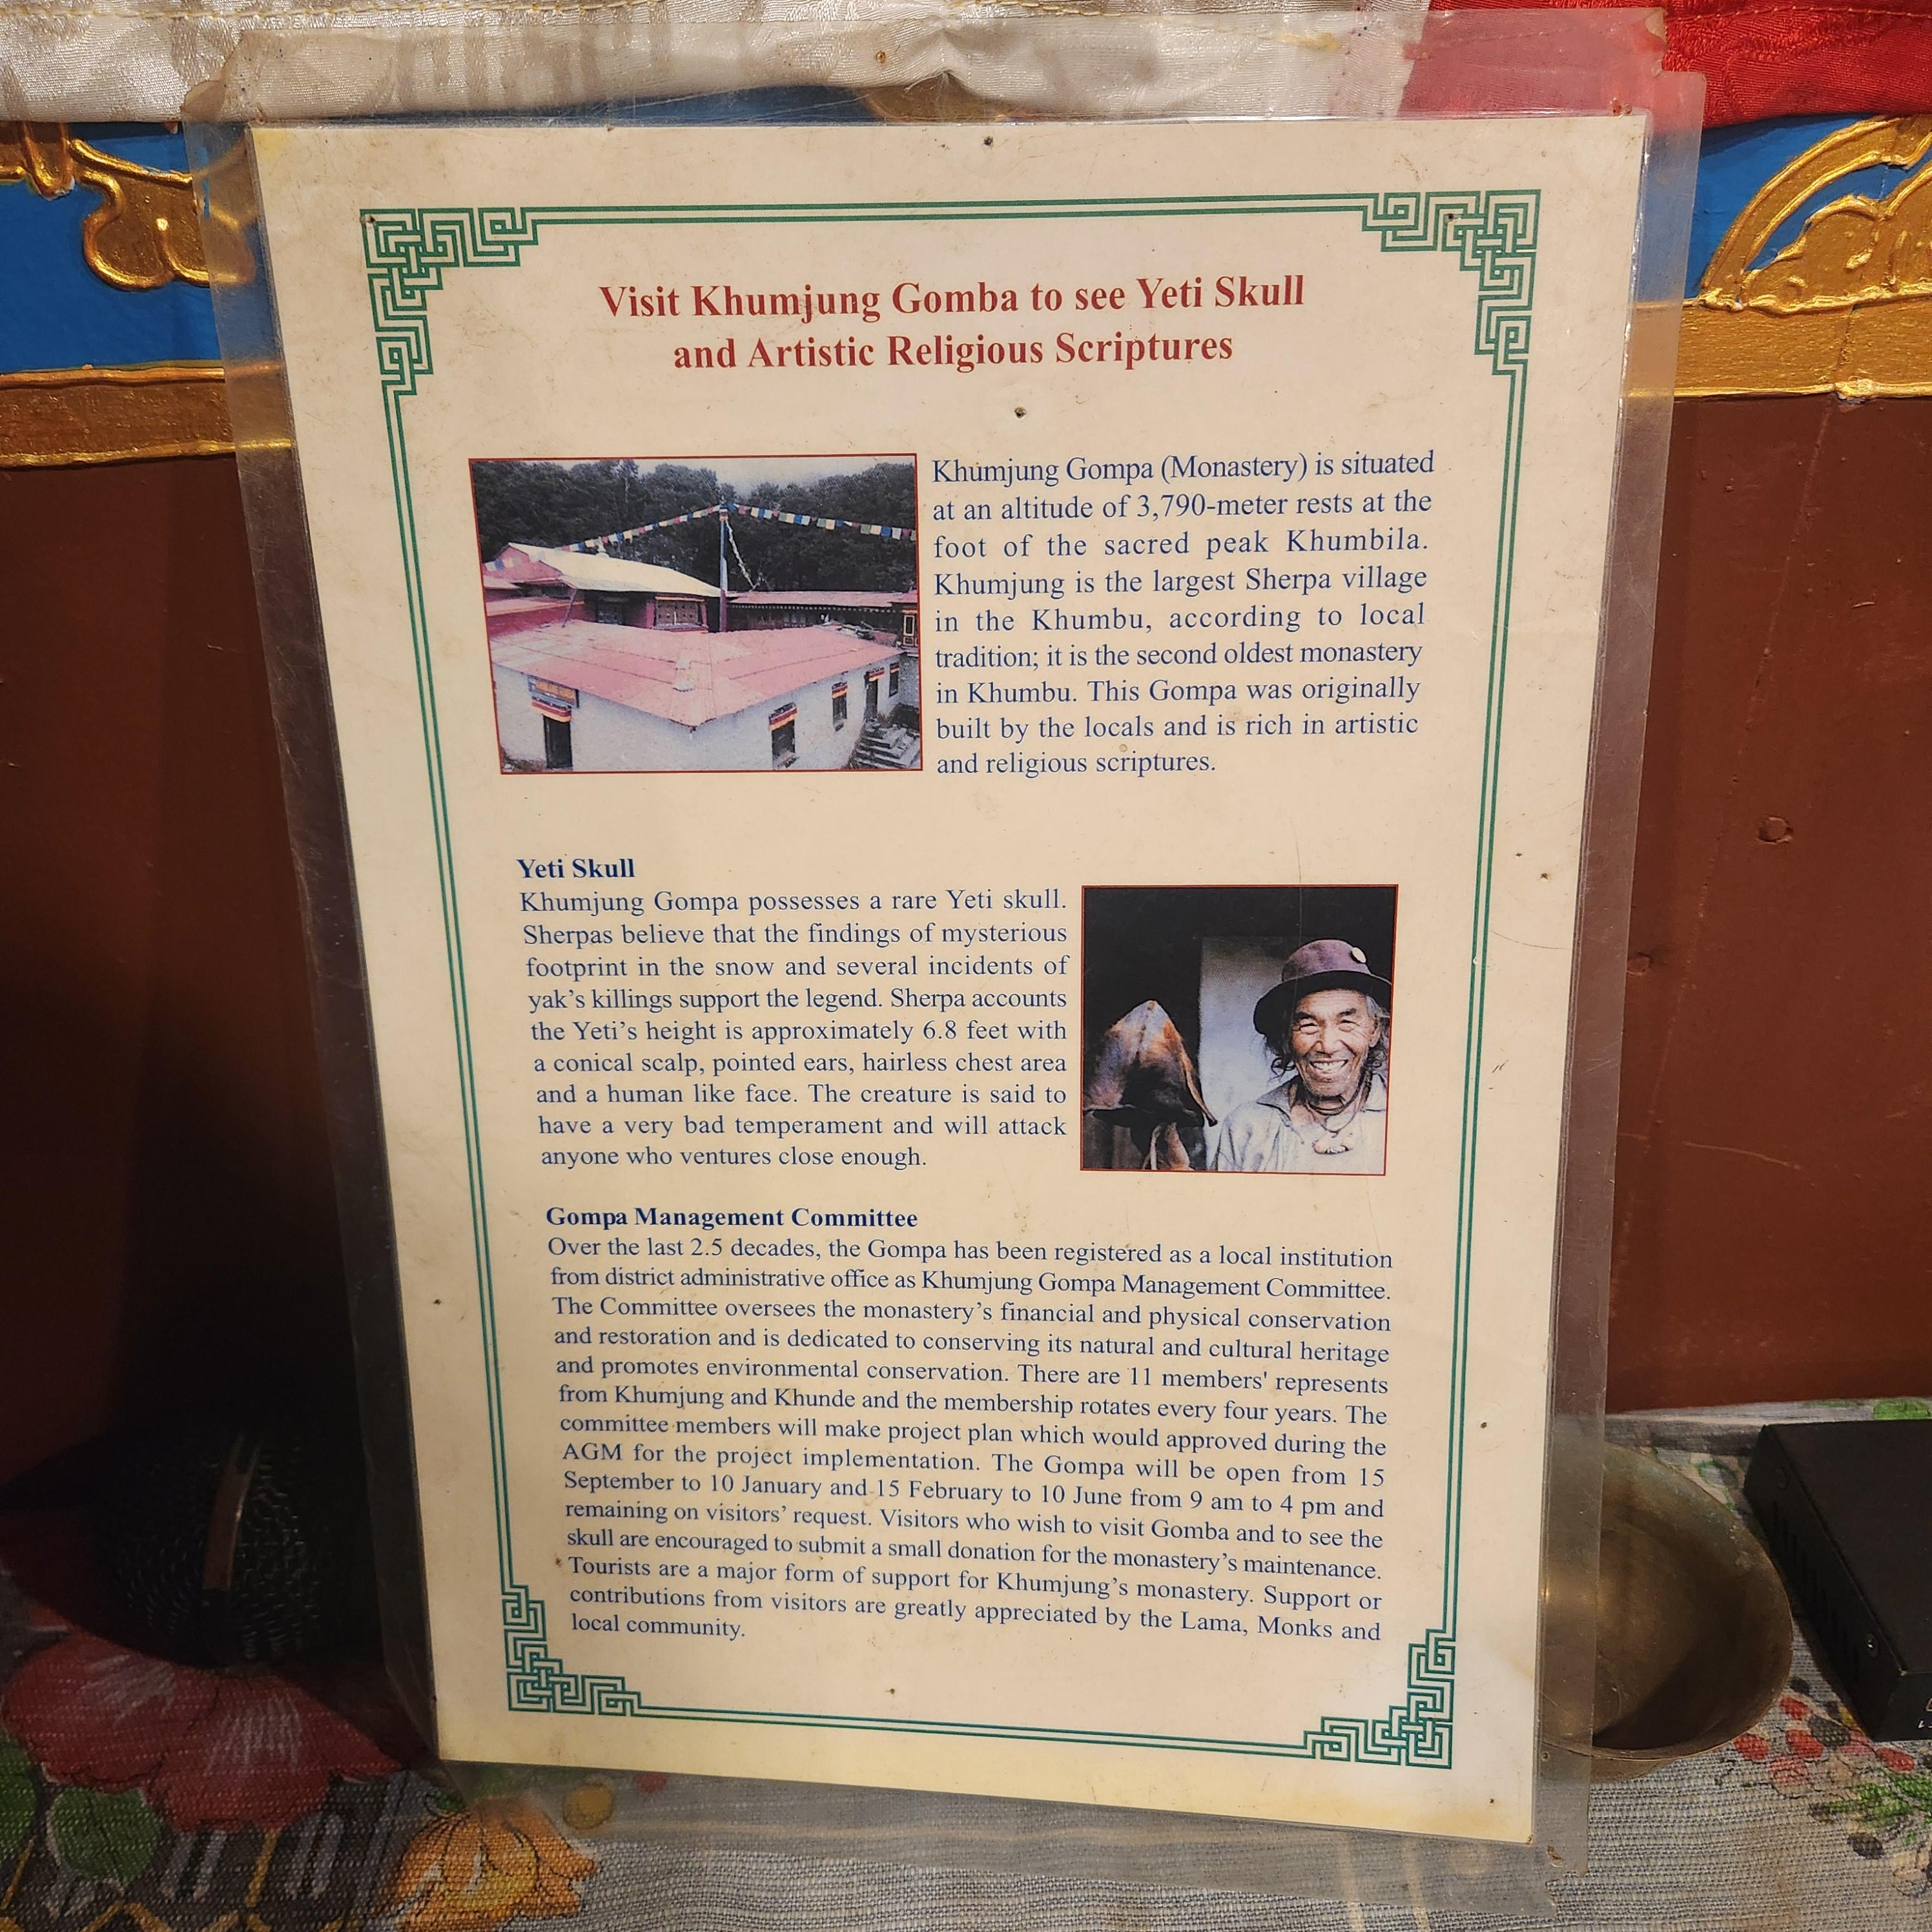 Visit Khumjung Gomba to see Yeti Skull
and Artistic Religious Scriptures
Khumjung Gompa (Monastery) is situated
at an altitude of 3,790-meter rests at the
foot of the sacred peak Khumbila.
Khumjung is the largest Sherpa village
in the Khumbu, according to local
tradition; it is the second oldest monastery
in Khumbu. This Gompa was originally
built by the locals and is rich in artistic
and religious scriptures.
Yeti Skull
Khumjung Gompa possesses a rare Yeti skull.
Sherpas believe that the findings of mysterious
footprint in the snow and several incidents of
yak's killings support the legend. Sherpa accounts
the Yeti's height is approximately 6.8 feet with
a conical scalp, pointed ears, hairless chest area
and a human like face. The creature is said to
have a very bad temperament and will attack
anyone who ventures close enough.
Gompa Management Committee
Over the last 2.5 decades, the Gompa has been registered as a local institution
from district administrative office as Khumjung Gompa Management Committee.
The Committee oversees the monastery's financial and physical conservation
and restoration and is dedicated to conserving its natural and cultural heritage
and promotes environmental conservation. There are 11 members' represents
from Khumjung and Khunde and the membership rotates every four years. The
committee members will make project plan which would approved during the
AGM for the project implementation. The Gompa will be open from 15
September to 10 January and 15 February to 10 June from 9 am to 4 pm and
remaining on visitors' request. Visitors who wish to visit Gomba and to see the
skull are encouraged to submit a small donation for the monastery's maintenance.
Tourists are a major form of support for Khumjung's monastery. Support or
contributions from visitors are greatly appreciated by the Lama, Monks and
local community.